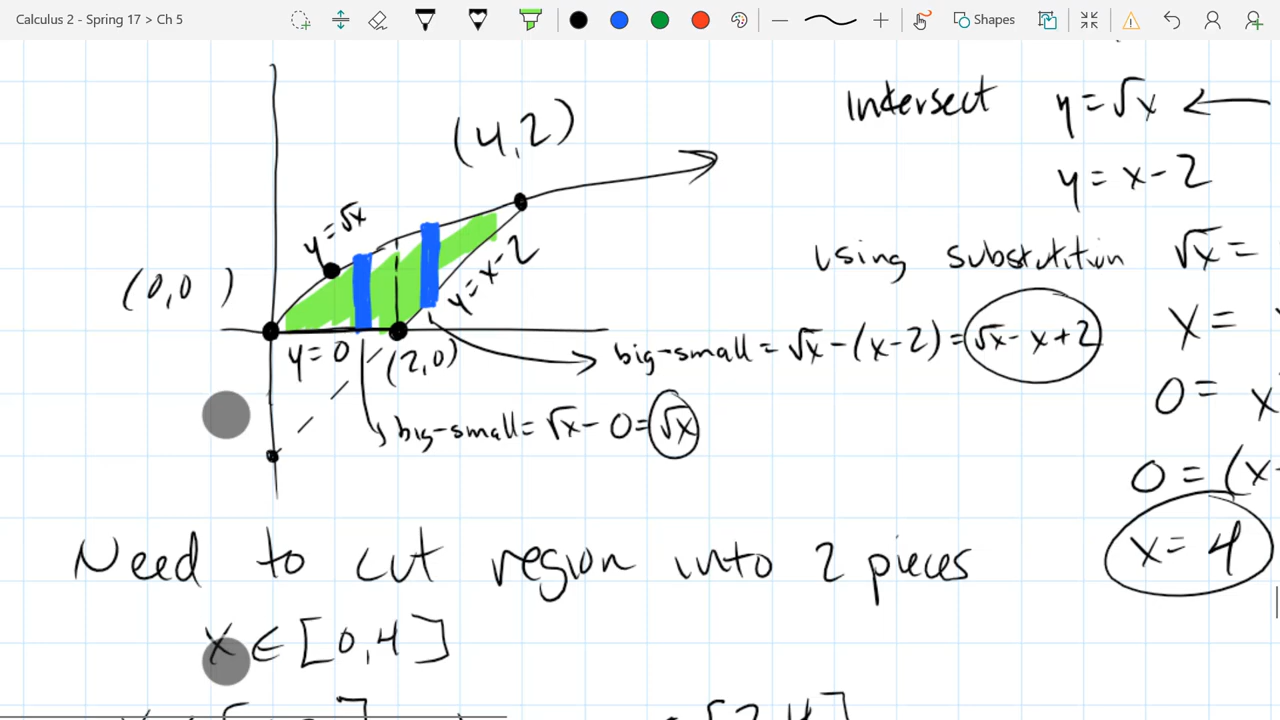 Calculus 2 - Spring 17 > Ch 5
Shapes
(4,2)
y=√x
y=x-2
(0,0)
y=0
(2,0)
big-small = √x-(x-2) = √x-x+2
big-small = √x-0 = √x
Intersect y=√x
y=x-2
using substitution √x=
x=
0= x
0=(x-
x=4
Need to cut region into 2 pieces
x∈[0,4]
2,4]